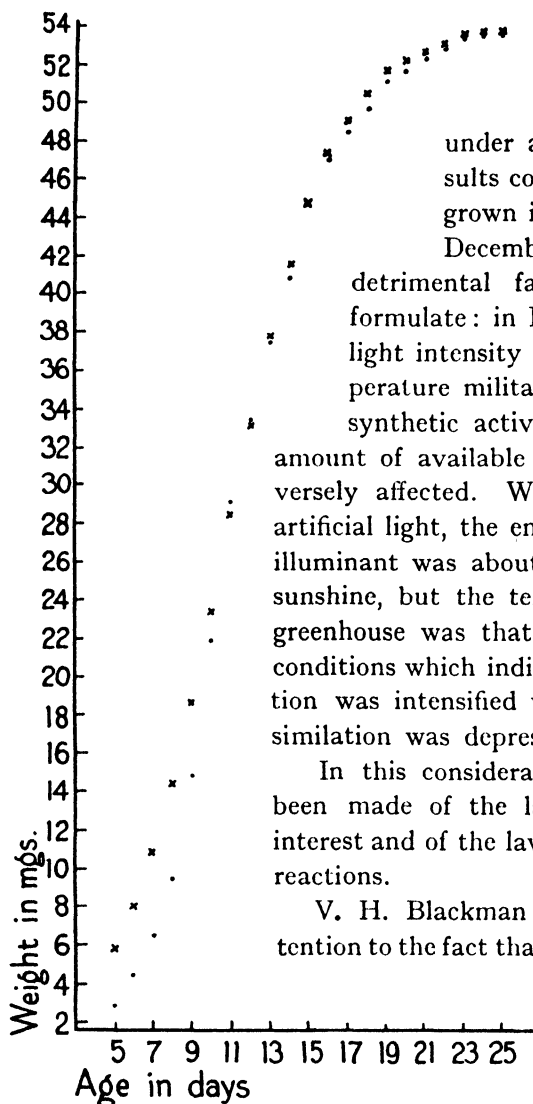 54
52
50
48
46
44
42
40
38
36
34
32
30
28
26
24
22
20
18
16
14
12
10
8
6
4
2
Weight in mgs.
5 7 9 11 13 15 17 19 21 23 25
Age in days
under a
sults co
grown i
Decemb
detrimental fa
formulate: in
light intensity
perature milita
synthetic activ
amount of available
versely affected. W
artificial light, the en
illuminant was about
sunshine, but the te
greenhouse was that
conditions which indi
tion was intensified
similation was depres
In this considera
been made of the l
interest and of the la
reactions.
V. H. Blackman
tention to the fact tha